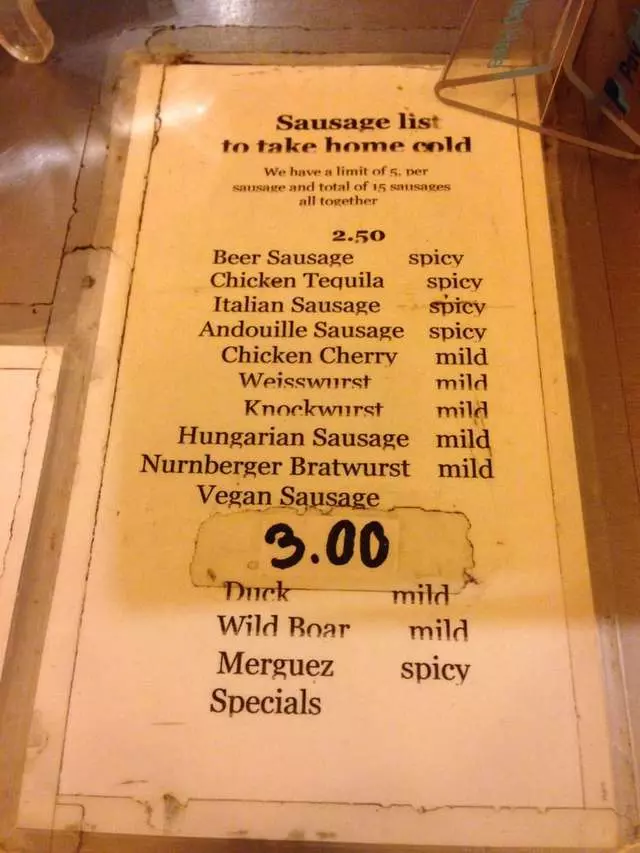 Sausage list
to take home cold
We have a limit of 5, per
sausage and total of 15 sausages
all together
2.50
Beer Sausage spicy
Chicken Tequila spicy
Italian Sausage spicy
Andouille Sausage spicy
Chicken Cherry mild
Weisswurst mild
Knockwurst mild
Hungarian Sausage mild
Nurnberger Bratwurst mild
Vegan Sausage
3.00
Duck mild
Wild Boar mild
Merguez spicy
Specials